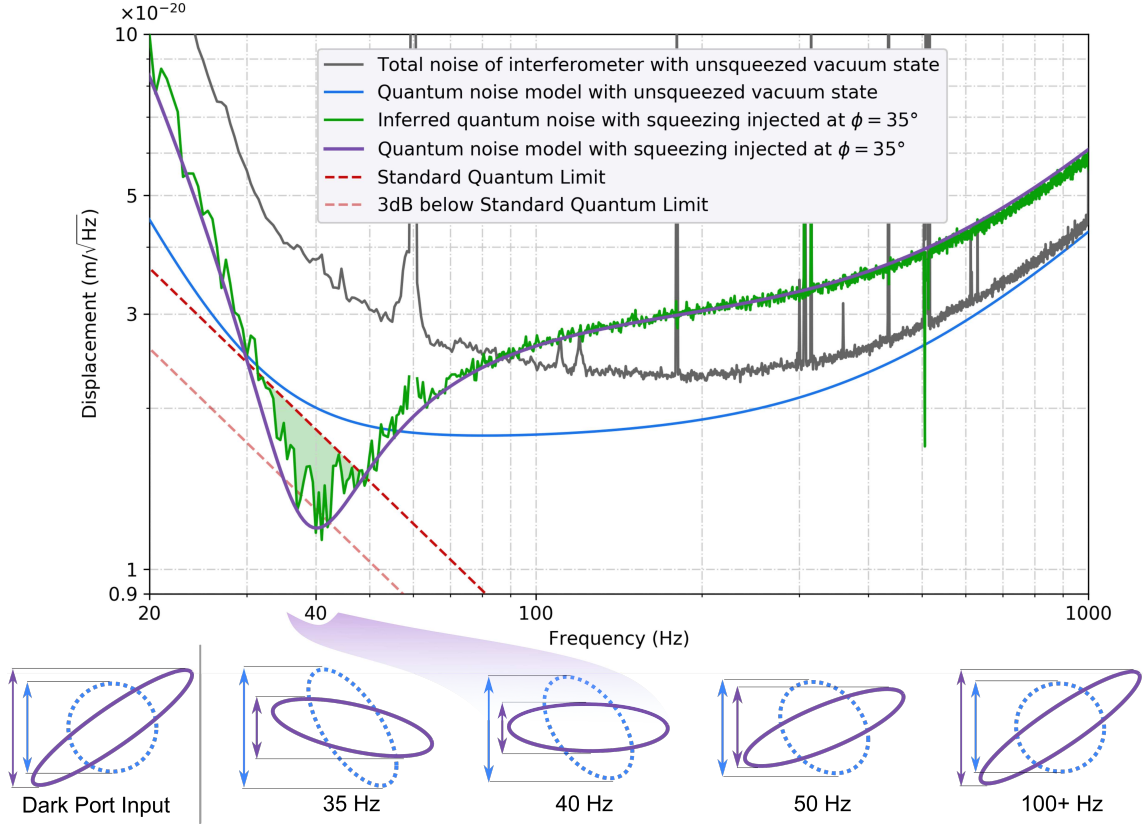 ×10−20
10
5
3
1
0.9
Displacement (m/√Hz)
Total noise of interferometer with unsqueezed vacuum state
Quantum noise model with unsqueezed vacuum state
Inferred quantum noise with squeezing injected at ϕ = 35°
Quantum noise model with squeezing injected at ϕ = 35°
Standard Quantum Limit
3dB below Standard Quantum Limit
20 40 100 1000
Frequency (Hz)
Dark Port Input 35 Hz 40 Hz 50 Hz 100+ Hz